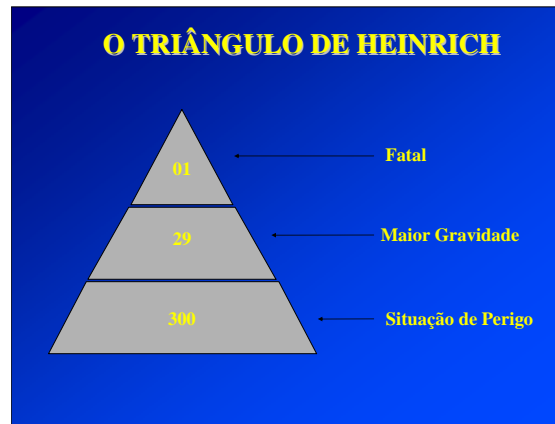 O TRIÂNGULO DE HEINRICH
01
Fatal
29
Maior Gravidade
300
Situação de Perigo